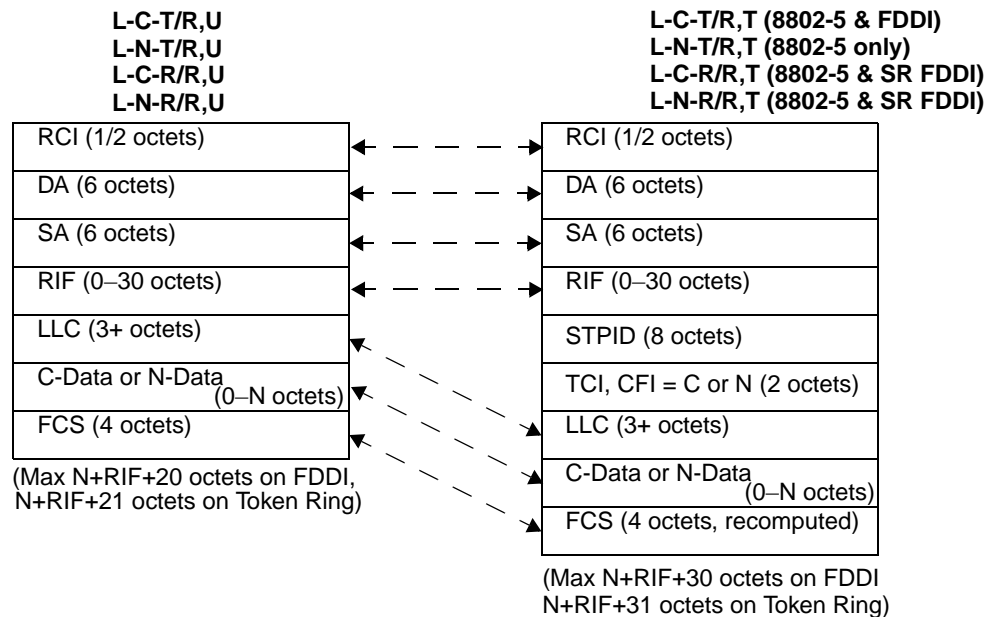 L-C-T/R,U
L-N-T/R,U
L-C-R/R,U
L-N-R/R,U
RCI (1/2 octets)
DA (6 octets)
SA (6 octets)
RIF (0–30 octets)
LLC (3+ octets)
C-Data or N-Data
(0–N octets)
FCS (4 octets)
(Max N+RIF+20 octets on FDDI,
N+RIF+21 octets on Token Ring)
L-C-T/R,T (8802-5 & FDDI)
L-N-T/R,T (8802-5 only)
L-C-R/R,T (8802-5 & SR FDDI)
L-N-R/R,T (8802-5 & SR FDDI)
RCI (1/2 octets)
DA (6 octets)
SA (6 octets)
RIF (0–30 octets)
STPID (8 octets)
TCI, CFI = C or N (2 octets)
LLC (3+ octets)
C-Data or N-Data
(0–N octets)
FCS (4 octets, recomputed)
(Max N+RIF+30 octets on FDDI
N+RIF+31 octets on Token Ring)